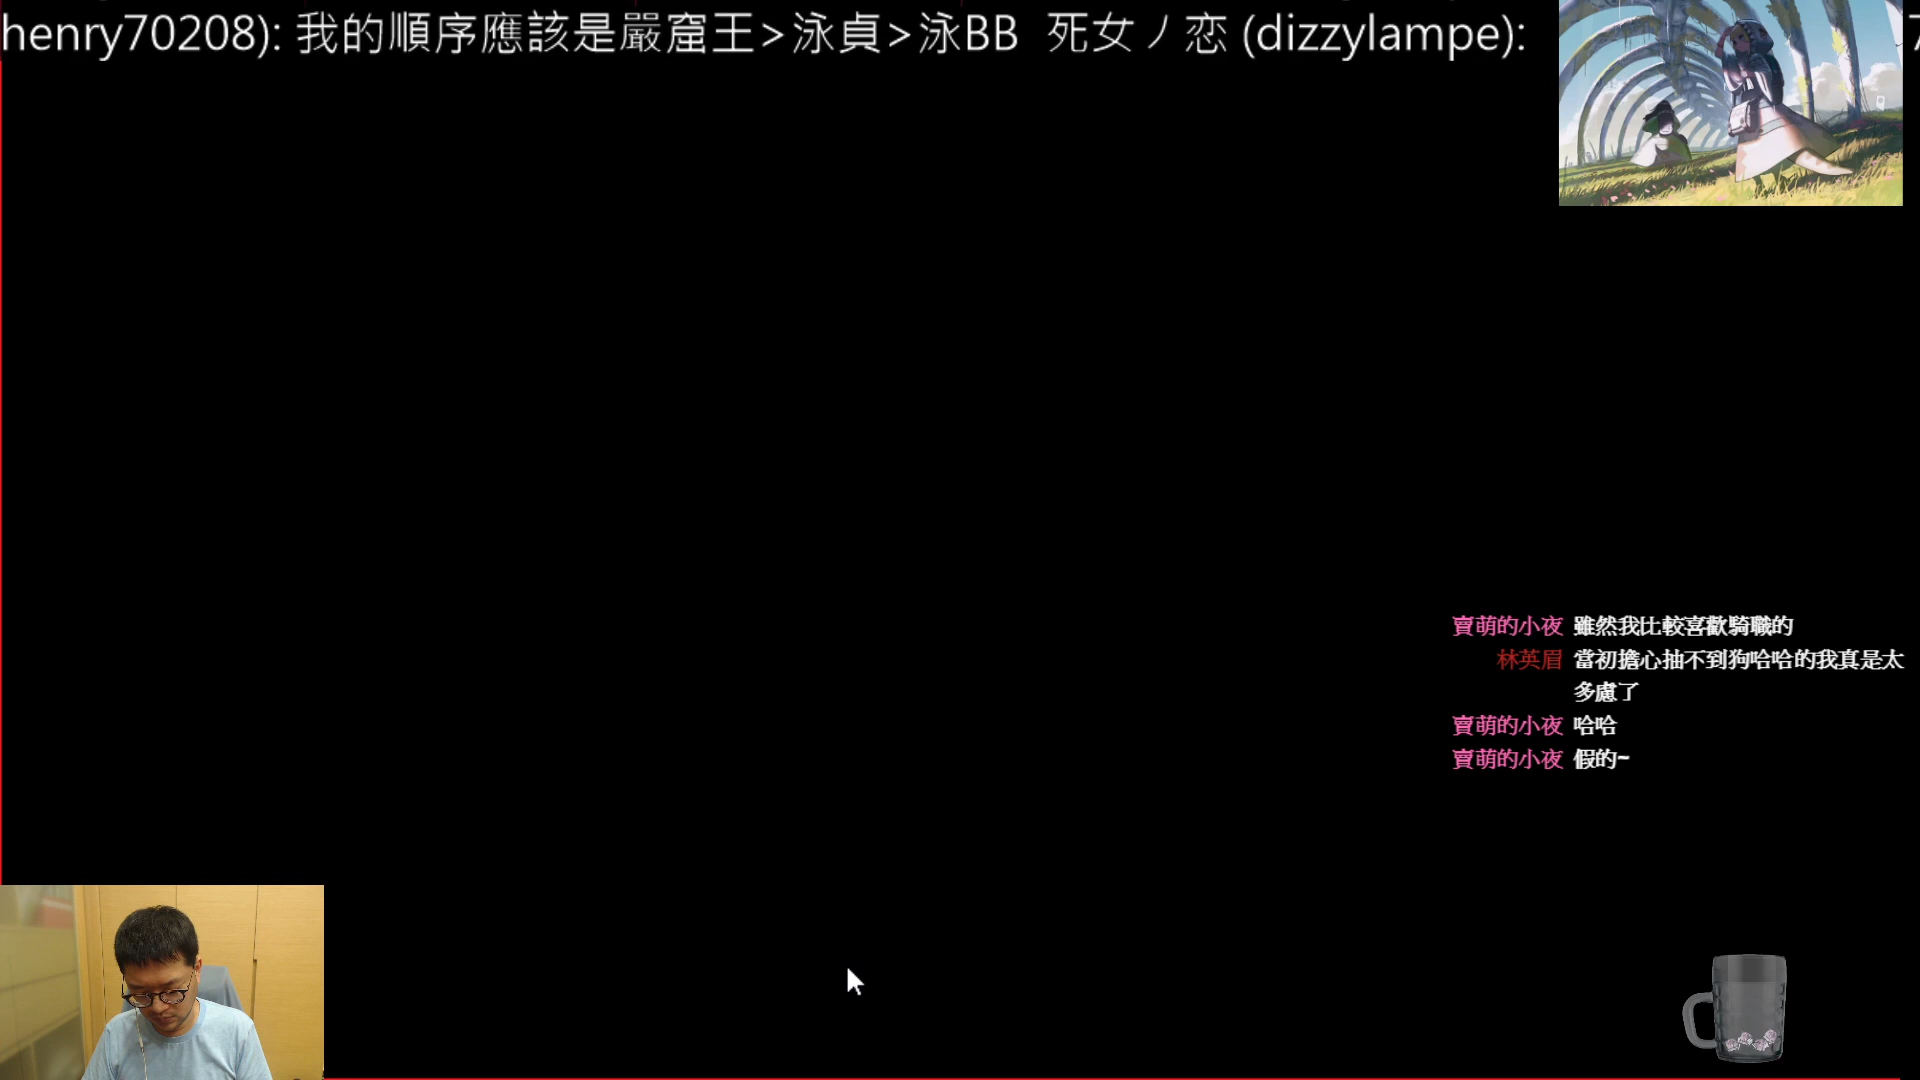 henry70208): 我的順序應該是嚴窟王>泳貞>泳BB 死女ノ恋 (dizzylampe):
賣萌的小夜 雖然我比較喜歡騎職的
林英眉 當初擔心抽不到狗哈哈的我真是太
多慮了
賣萌的小夜 哈哈
賣萌的小夜 假的~